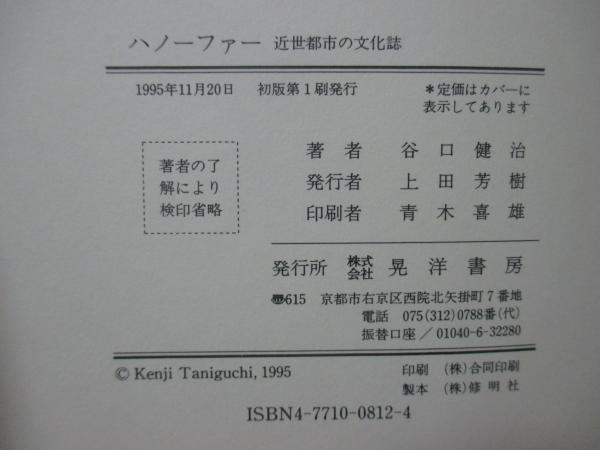 ハノーファー 近世都市の文化誌
1995年11月20日 初版第1刷発行
＊定価はカバーに
表示してあります
著者の了
解により
検印省略
著者 谷口健治
発行者 上田芳樹
印刷者 青木喜雄
発行所 株式会社 晃洋書房
〠615 京都市右京区西院北矢掛町7番地
電話 075(312)0788番(代)
振替口座／01040-6-32280
© Kenji Taniguchi, 1995
印刷 (株)合同印刷
製本 (株)修明社
ISBN4-7710-0812-4